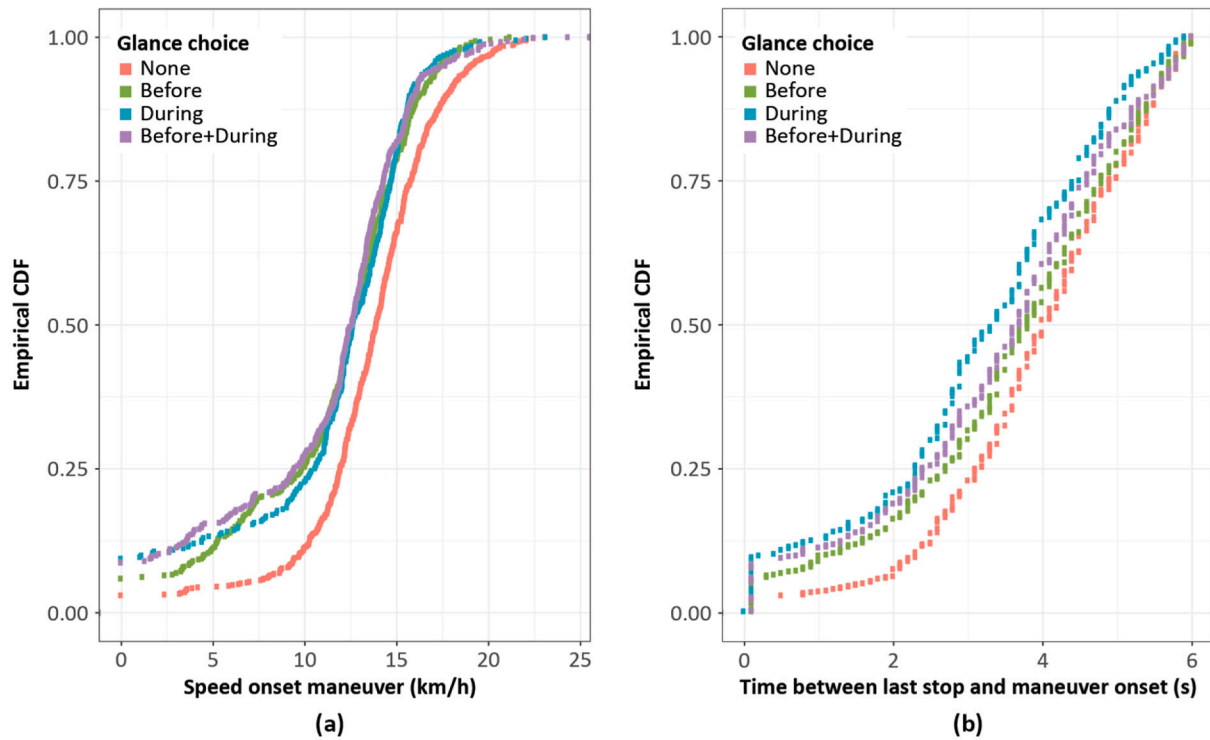 1.00
0.75
0.50
0.25
0.00
Empirical CDF
Glance choice
None
Before
During
Before+During
0 5 10 15 20 25
Speed onset maneuver (km/h)
(a)
1.00
0.75
0.50
0.25
0.00
Empirical CDF
Glance choice
None
Before
During
Before+During
0 2 4 6
Time between last stop and maneuver onset (s)
(b)